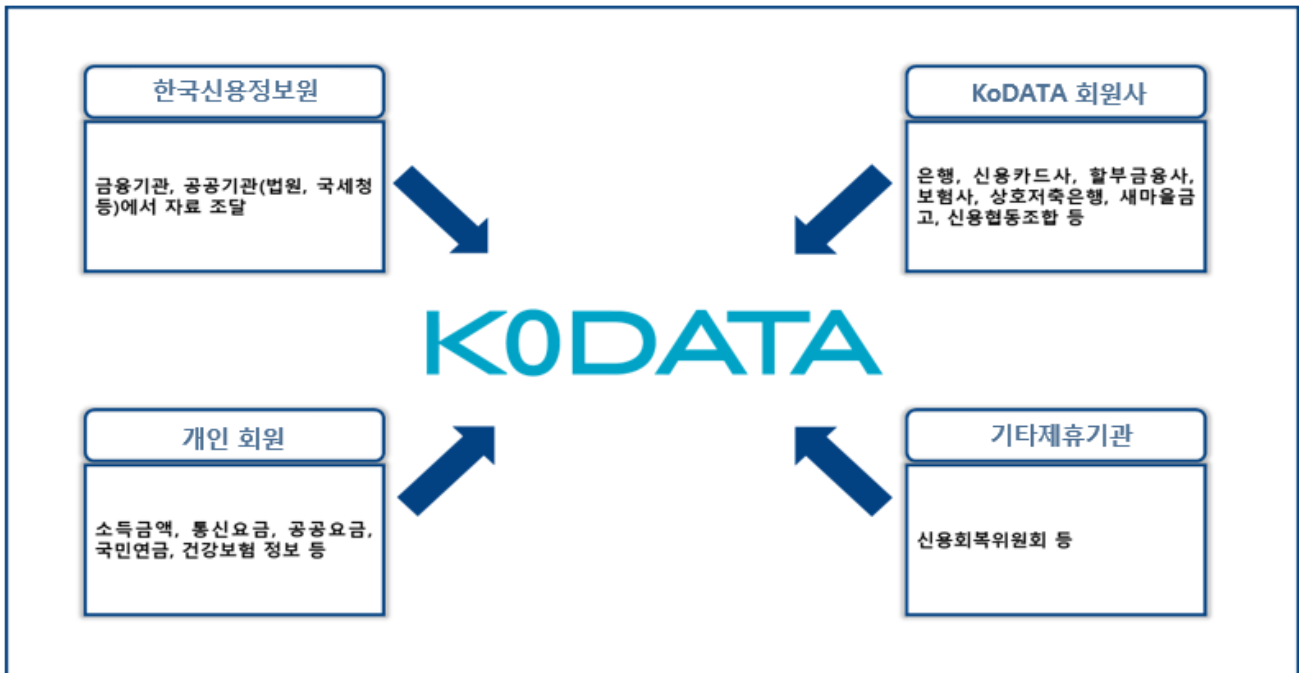 한국신용정보원
금융기관, 공공기관(법원, 국세청
등)에서 자료 조달
KoDATA 회원사
은행, 신용카드사, 할부금융사,
보험사, 상호저축은행, 새마을금
고, 신용협동조합 등
KODATA
개인 회원
소득금액, 통신요금, 공공요금,
국민연금, 건강보험 정보 등
기타제휴기관
신용회복위원회 등